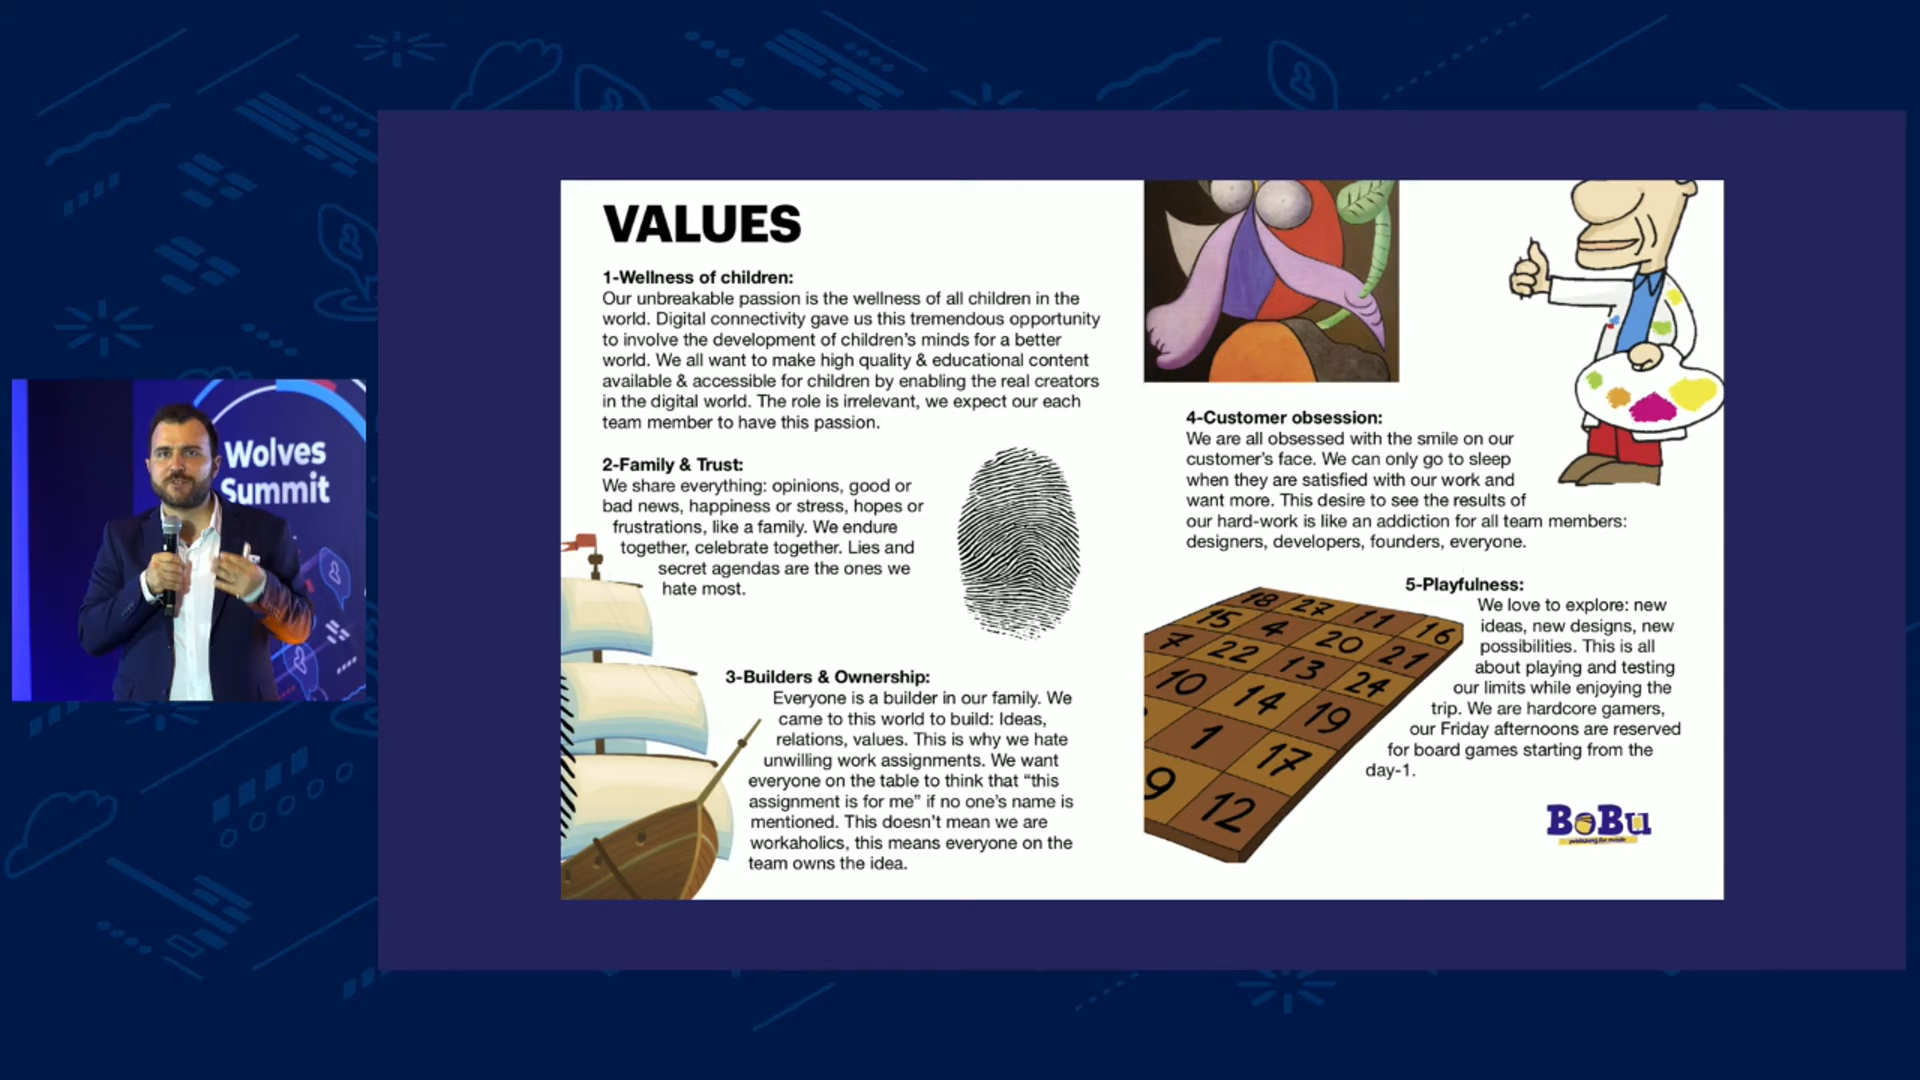 Wolves
Summit
VALUES
1-Wellness of children:
Our unbreakable passion is the wellness of all children in the
world. Digital connectivity gave us this tremendous opportunity
to involve the development of children's minds for a better
world. We all want to make high quality & educational content
available & accessible for children by enabling the real creators
in the digital world. The role is irrelevant, we expect our each
team member to have this passion.
2-Family & Trust:
We share everything: opinions, good or
bad news, happiness or stress, hopes or
frustrations, like a family. We endure
together, celebrate together. Lies and
secret agendas are the ones we
hate most.
3-Builders & Ownership:
Everyone is a builder in our family. We
came to this world to build: Ideas,
relations, values. This is why we hate
unwilling work assignments. We want
everyone on the table to think that “this
assignment is for me” if no one's name is
mentioned. This doesn't mean we are
workaholics, this means everyone on the
team owns the idea.
4-Customer obsession:
We are all obsessed with the smile on our
customer's face. We can only go to sleep
when they are satisfied with our work and
want more. This desire to see the results of
our hard-work is like an addiction for all team members:
designers, developers, founders, everyone.
5-Playfulness:
We love to explore: new
ideas, new designs, new
possibilities. This is all
about playing and testing
our limits while enjoying the
trip. We are hardcore gamers,
our Friday afternoons are reserved
for board games starting from the
day-1.
18 27 11 16
15 4 20 21
7 22 13 24
10 14 19
1 17
9 12
BoBu